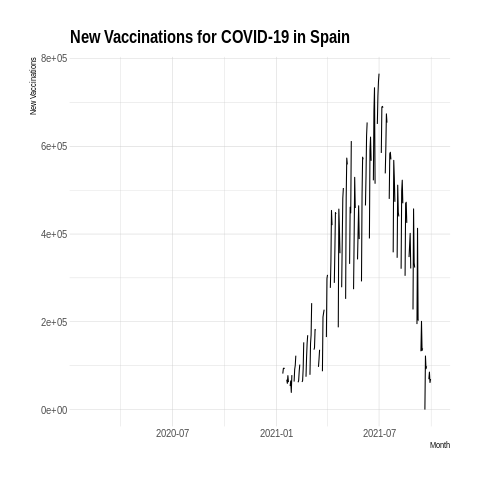 New Vaccinations for COVID-19 in Spain
New Vaccinations
8e+05
6e+05
4e+05
2e+05
0e+00
2020-07
2021-01
2021-07
Month